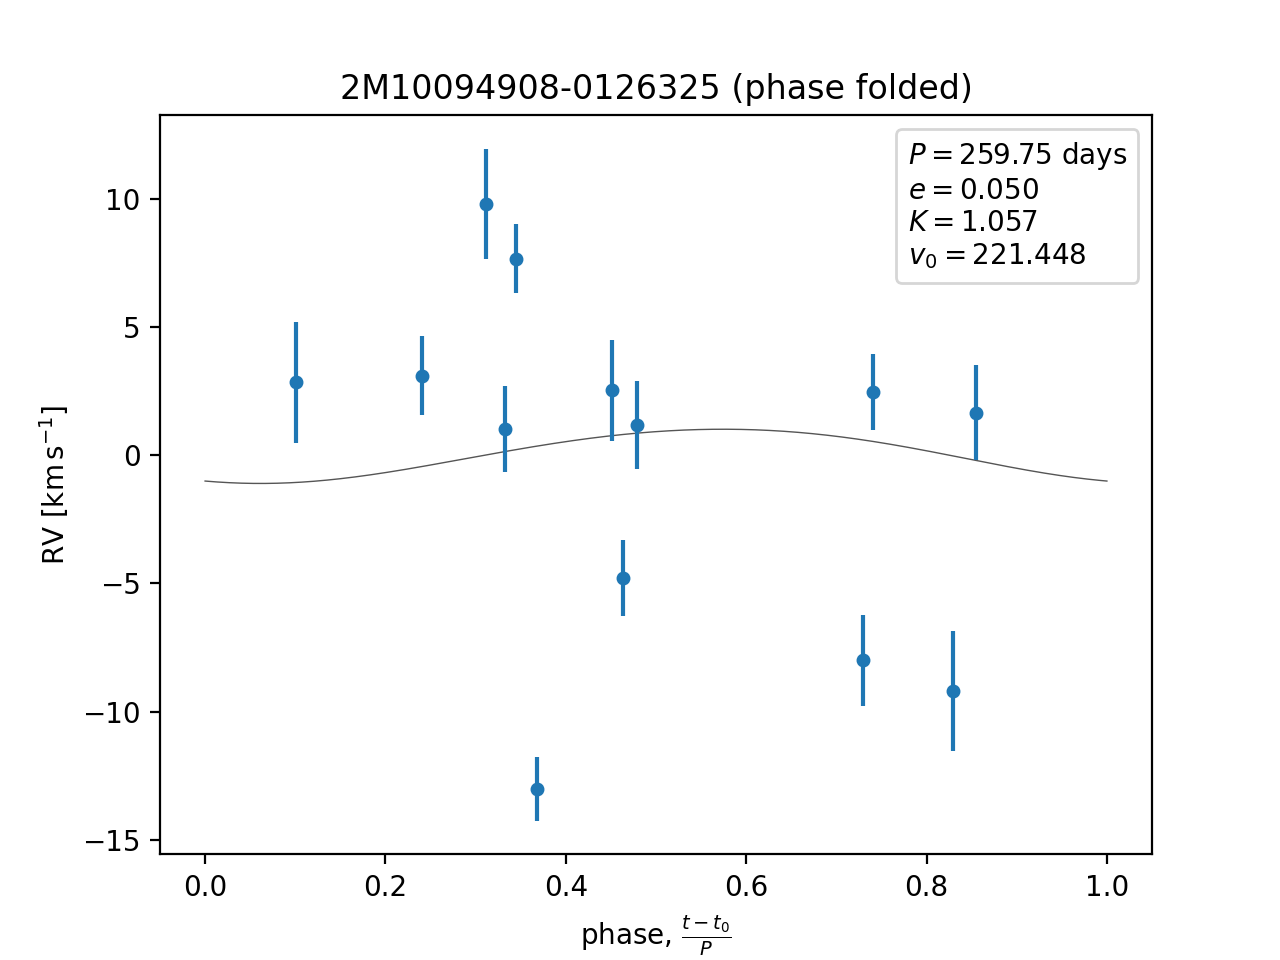 2M10094908-0126325 (phase folded)
P = 259.75 days
e = 0.050
K = 1.057
v₀ = 221.448
RV [km s⁻¹]
10
5
0
−5
−10
−15
0.0 0.2 0.4 0.6 0.8 1.0
phase, (t − t₀)/P